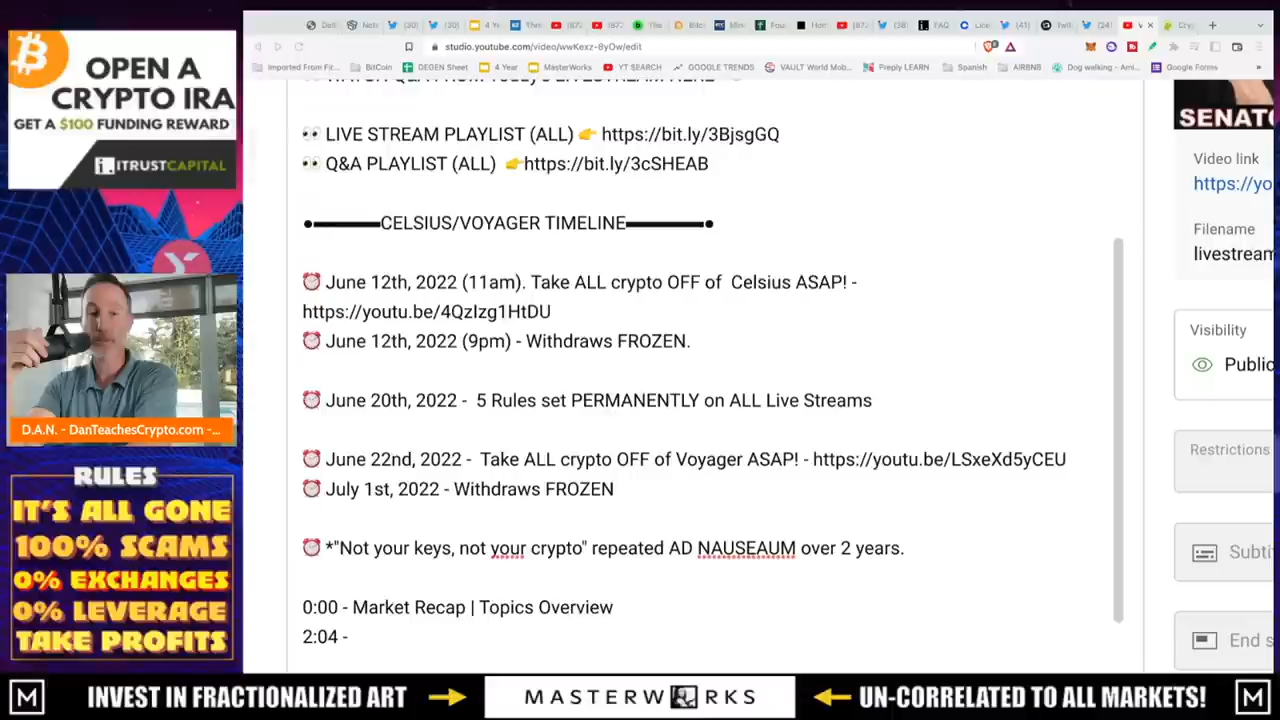 OPEN A
CRYPTO IRA
GET A $100 FUNDING REWARD
i. iTRUSTCAPITAL
D.A.N. - DanTeachesCrypto.com -...
RULES
IT'S ALL GONE
100% SCAMS
0% EXCHANGES
0% LEVERAGE
TAKE PROFITS
studio.youtube.com/video/wwKexz-8yOw/edit
Imported From Fir... BitCoin DEGEN Sheet 4 Year MasterWorks YT SEARCH GOOGLE TRENDS VAULT World Mob... Preply LEARN Spanish AIRBNB Dog walking - Ami... Google Forms
👀 LIVE STREAM PLAYLIST (ALL) 👉 https://bit.ly/3BjsgGQ
👀 Q&A PLAYLIST (ALL) 👉https://bit.ly/3cSHEAB
●▬▬▬▬▬CELSIUS/VOYAGER TIMELINE▬▬▬▬▬●
⏰ June 12th, 2022 (11am). Take ALL crypto OFF of Celsius ASAP! -
https://youtu.be/4QzIzg1HtDU
⏰ June 12th, 2022 (9pm) - Withdraws FROZEN.
⏰ June 20th, 2022 - 5 Rules set PERMANENTLY on ALL Live Streams
⏰ June 22nd, 2022 - Take ALL crypto OFF of Voyager ASAP! - https://youtu.be/LSxeXd5yCEU
⏰ July 1st, 2022 - Withdraws FROZEN
⏰ *"Not your keys, not your crypto" repeated AD NAUSEAUM over 2 years.
0:00 - Market Recap | Topics Overview
2:04 -
SENATO
Video link
https://yo
Filename
livestream
Visibility
Public
Restrictions
Subtit
End s
M INVEST IN FRACTIONALIZED ART MASTERWORKS UN-CORRELATED TO ALL MARKETS! M